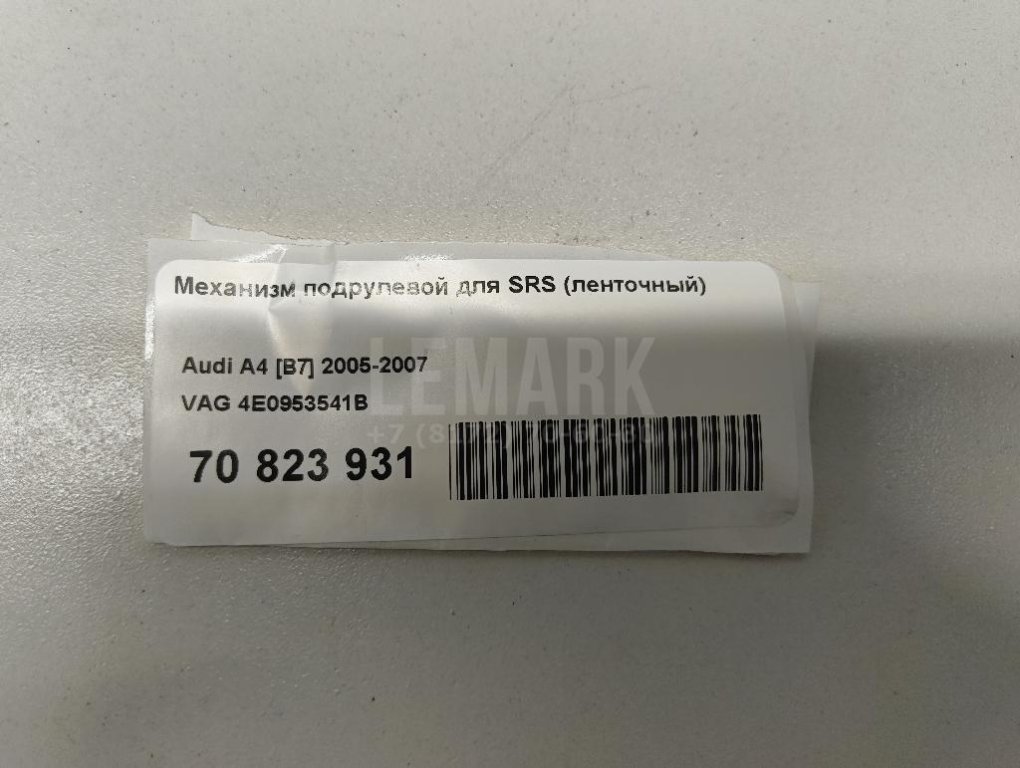 Механизм подрулевой для SRS (ленточный)
Audi A4 [B7] 2005-2007
LEMARK
VAG 4E0953541B
70 823 931